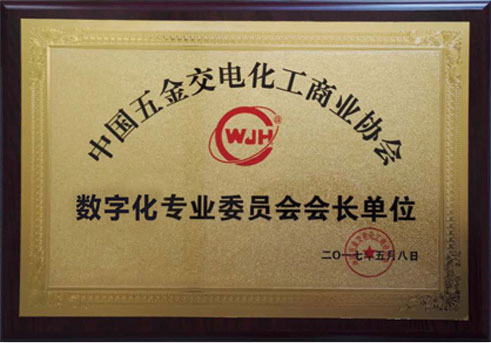 中国五金交电化工商业协会
WJH®
数字化专业委员会会长单位
二〇一七年五月八日